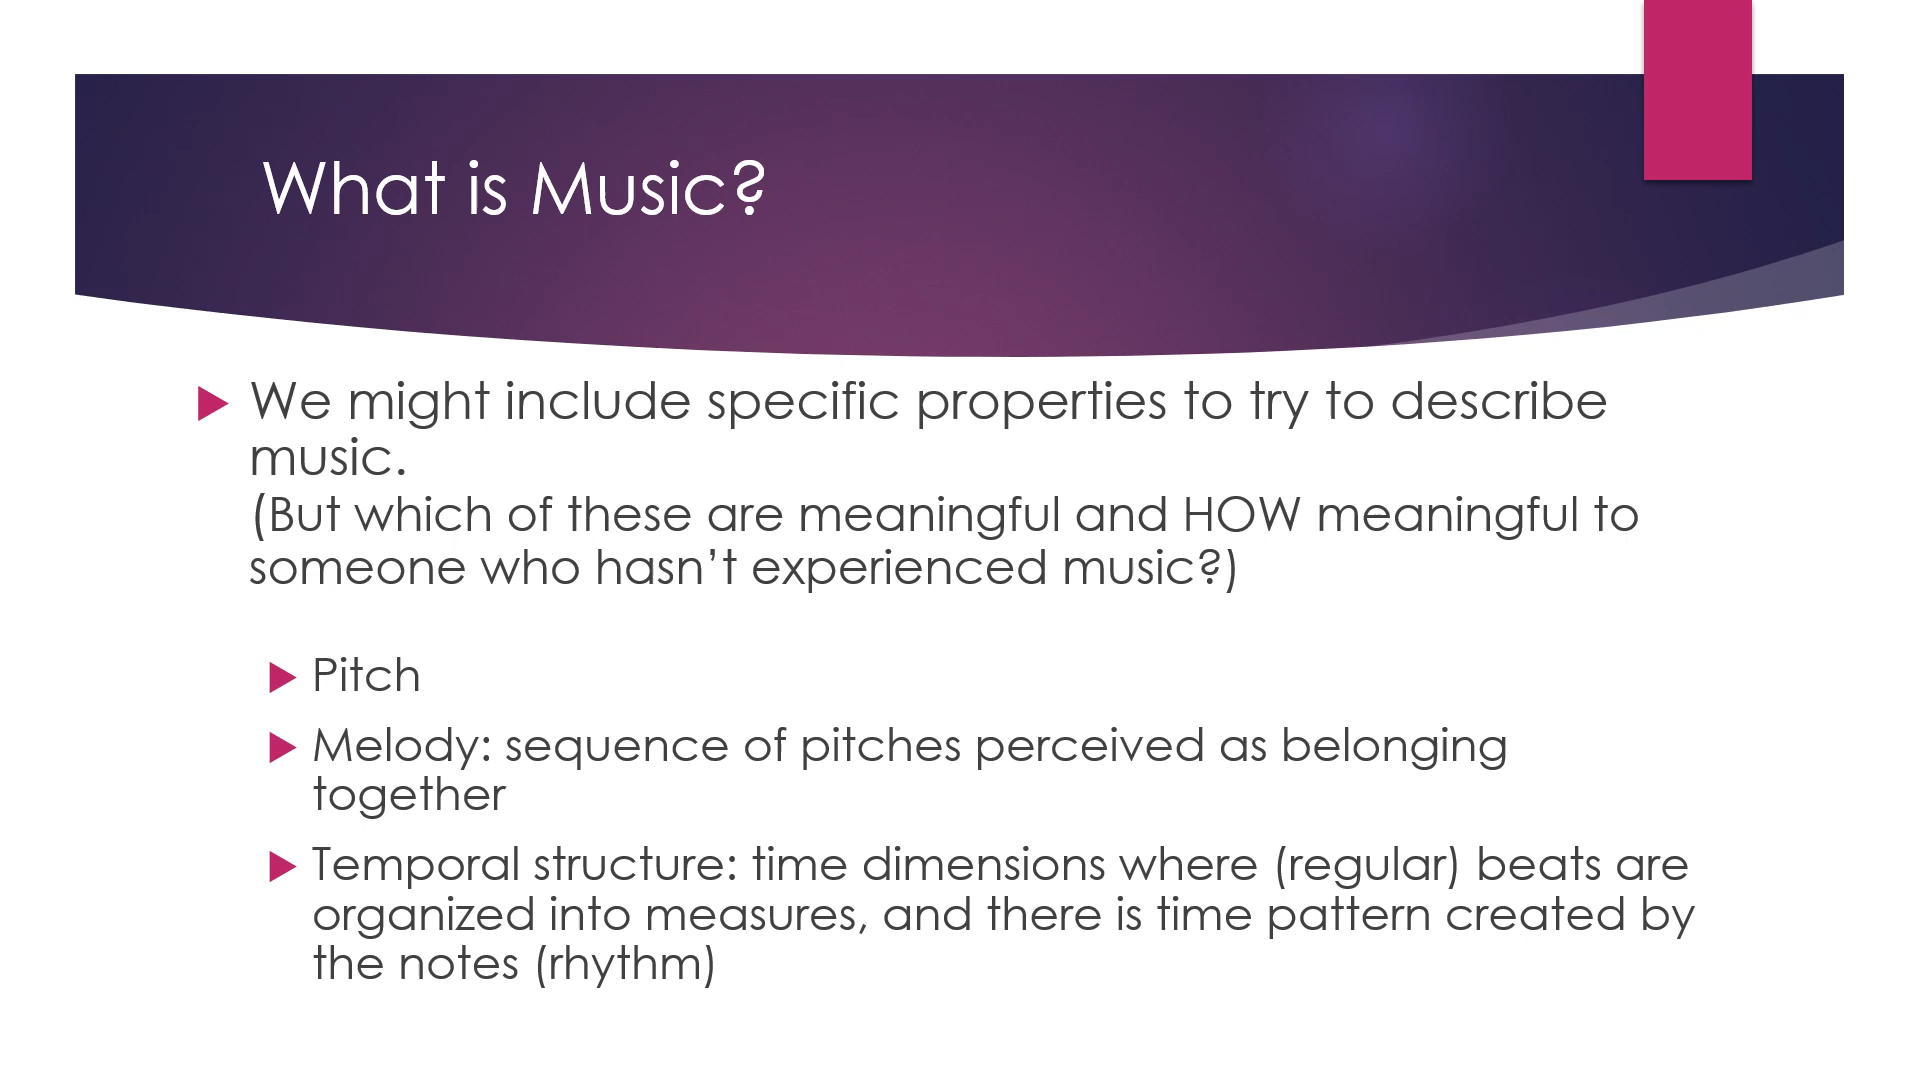 What is Music?
We might include specific properties to try to describe
music.
(But which of these are meaningful and HOW meaningful to
someone who hasn’t experienced music?)
Pitch
Melody: sequence of pitches perceived as belonging
together
Temporal structure: time dimensions where (regular) beats are
organized into measures, and there is time pattern created by
the notes (rhythm)